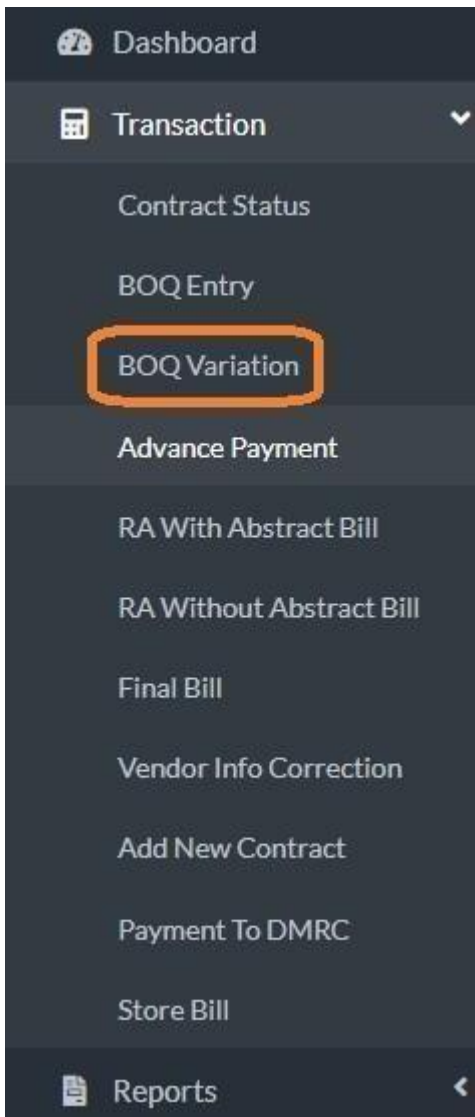 Dashboard
Transaction
Contract Status
BOQ Entry
BOQ Variation
Advance Payment
RA With Abstract Bill
RA Without Abstract Bill
Final Bill
Vendor Info Correction
Add New Contract
Payment To DMRC
Store Bill
Reports